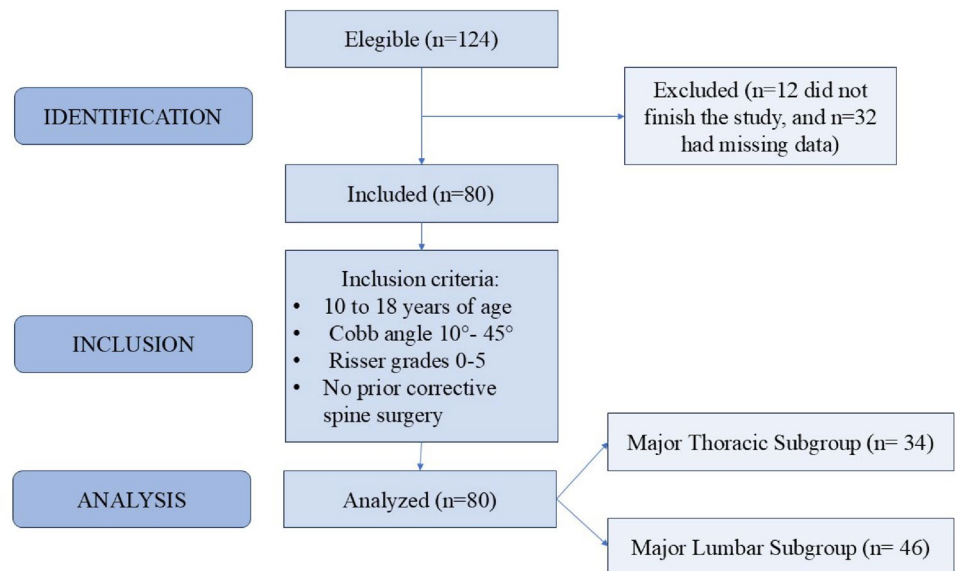 Elegible (n=124)
IDENTIFICATION
Excluded (n=12 did not
finish the study, and n=32
had missing data)
Included (n=80)
INCLUSION
Inclusion criteria:
• 10 to 18 years of age
• Cobb angle 10°- 45°
• Risser grades 0-5
• No prior corrective
spine surgery
ANALYSIS
Analyzed (n=80)
Major Thoracic Subgroup (n= 34)
Major Lumbar Subgroup (n= 46)